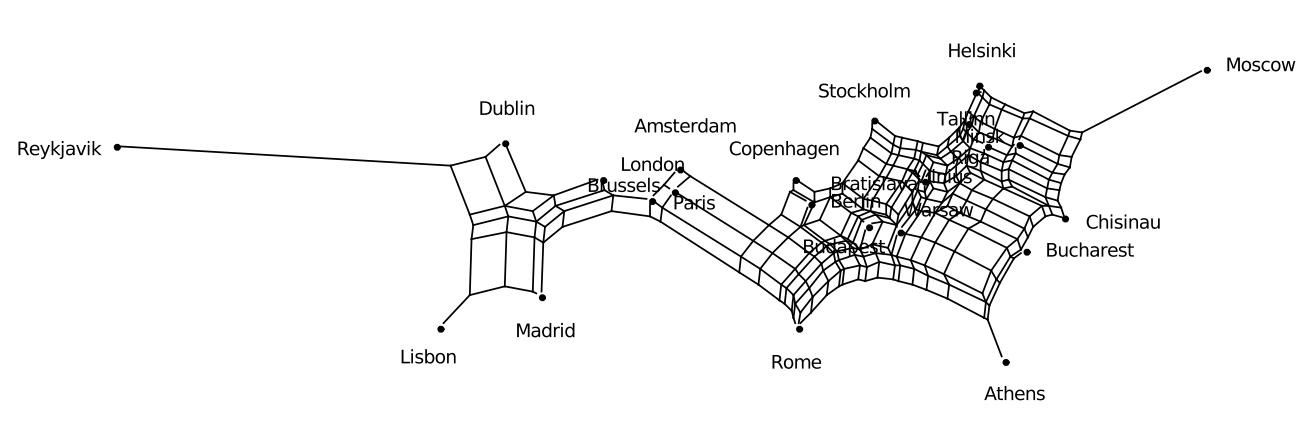 Helsinki
Moscow
Stockholm
Dublin
Tallinn
Amsterdam
Minsk
Reykjavik
Copenhagen
Riga
London
Vilnius
Brussels
Bratislava
Paris
Berlin
Warsaw
Chisinau
Budapest
Bucharest
Madrid
Lisbon
Rome
Athens